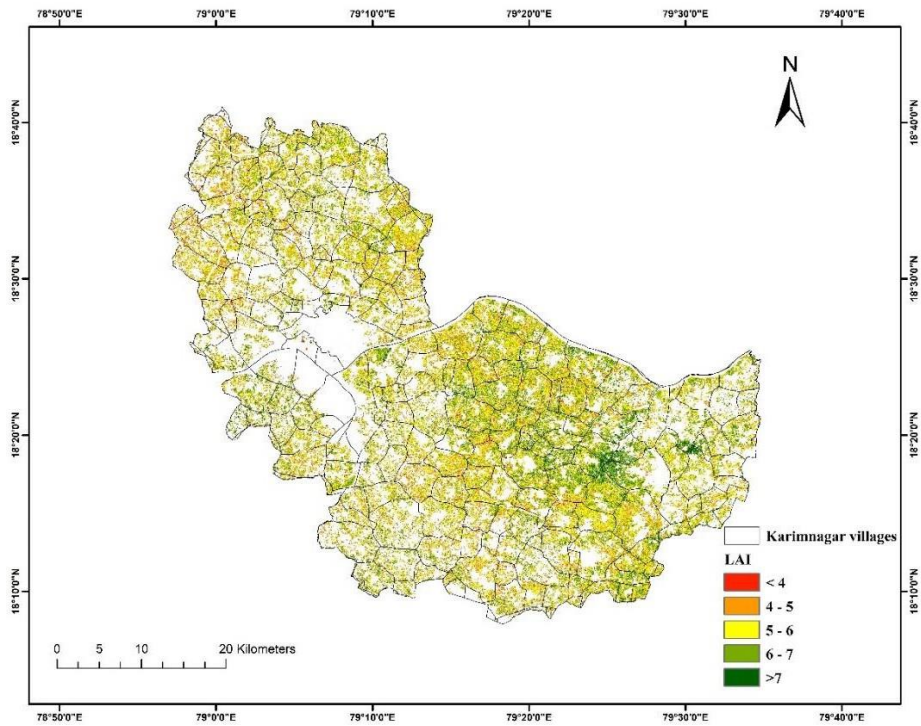 78°50'0"E 79°0'0"E 79°10'0"E 79°20'0"E 79°30'0"E 79°40'0"E
N
18°40'0"N 18°40'0"N
18°30'0"N 18°30'0"N
18°20'0"N 18°20'0"N
18°10'0"N 18°10'0"N
Karimnagar villages
LAI
< 4
4 - 5
5 - 6
6 - 7
>7
0 5 10 20 Kilometers
78°50'0"E 79°0'0"E 79°10'0"E 79°20'0"E 79°30'0"E 79°40'0"E